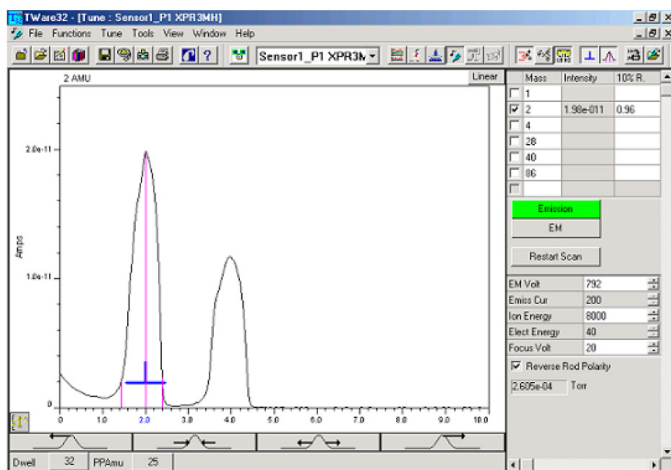 TWare32 - [Tune : Sensor1_P1 XPR3MH]
File Functions Tune Tools View Window Help
Sensor1_P1 XPR3M
2 AMU
Linear
Mass Intensity 10% R.
1
2 1.98e-011 0.96
4
28
40
86
Emission
EM
Restart Scan
EM Volt 792
Emiss Cur 200
Ion Energy 8000
Elect Energy 40
Focus Volt 20
Reverse Rod Polarity
2.605e-04 Torr
2.0e-11
Amps
1.0e-11
0
0 1.0 2.0 3.0 4.0 5.0 6.0 7.0 8.0 9.0 10.0
Dwell 32 PPAmu 25